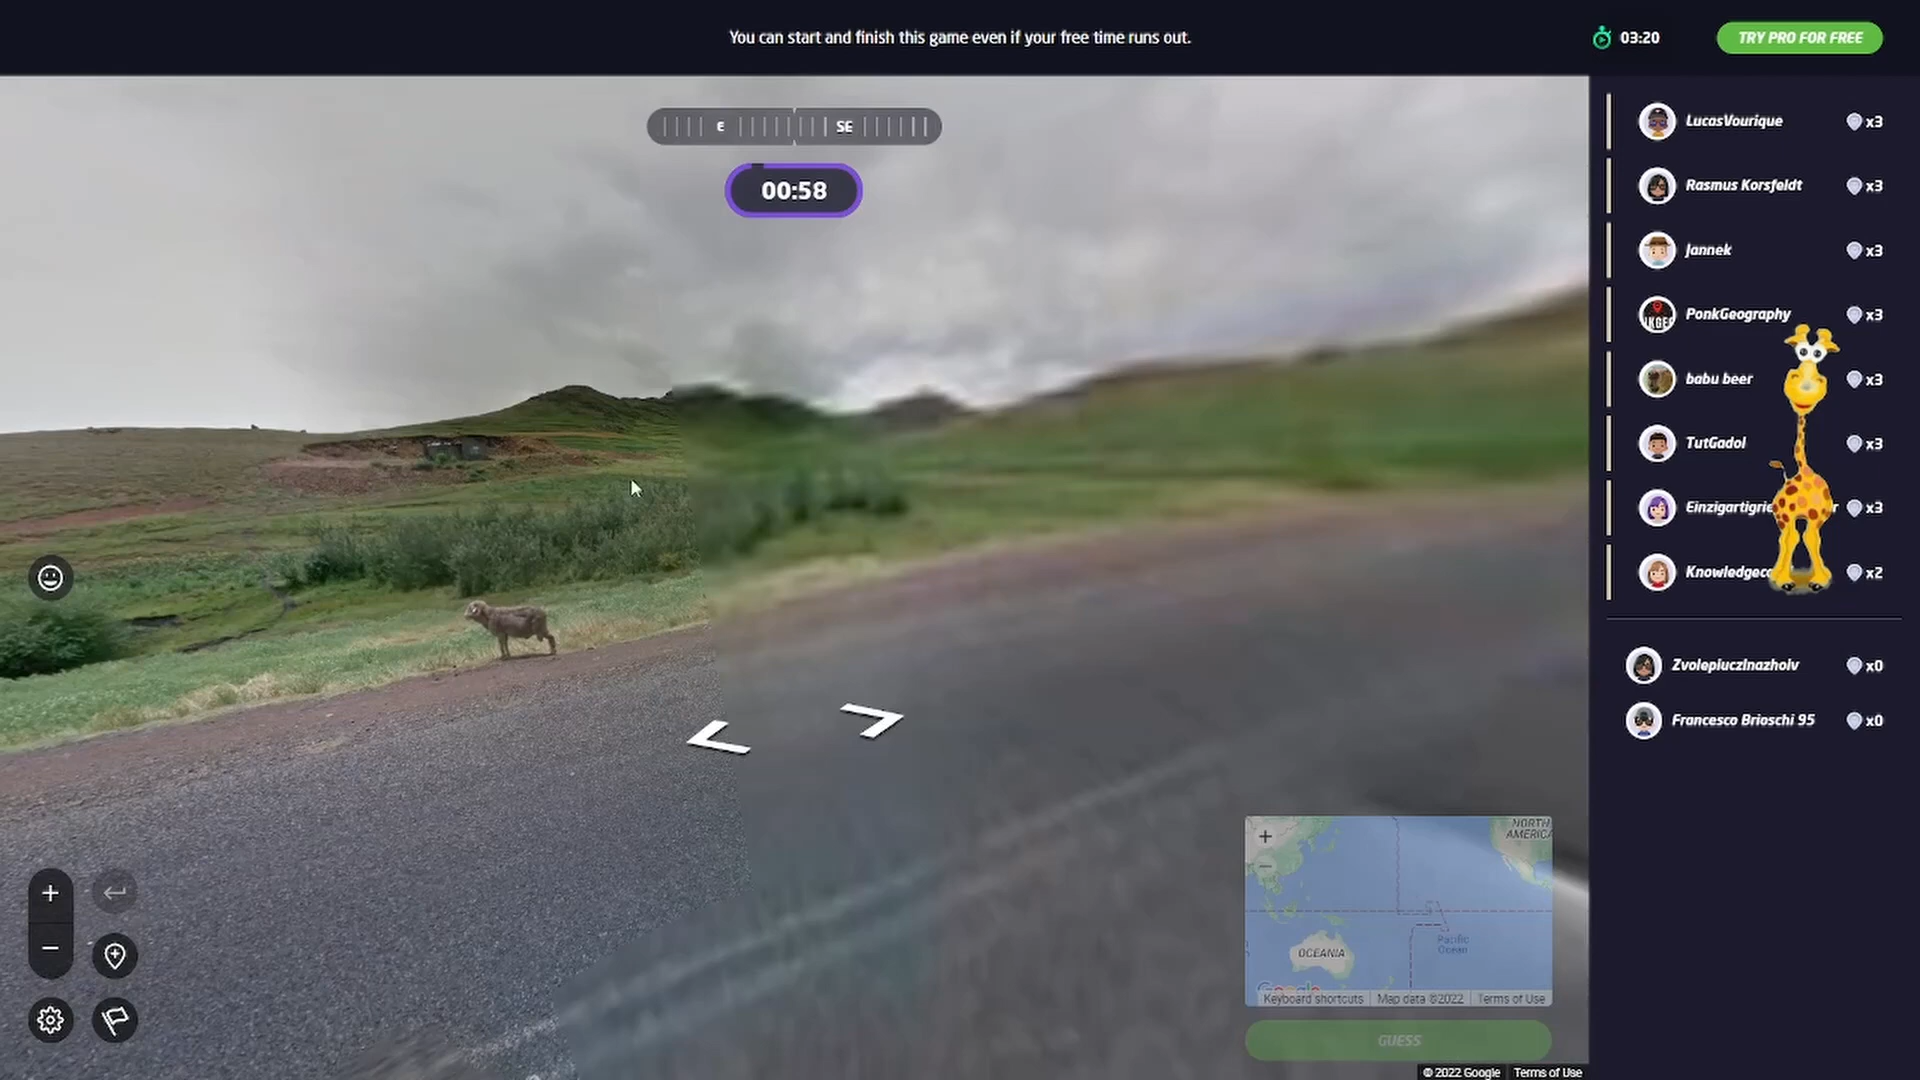 You can start and finish this game even if your free time runs out.
03:20
TRY PRO FOR FREE
E
SE
00:58
LucasVourique
x3
Rasmus Korsfeldt
x3
Jannek
x3
PonkGeography
x3
babu beer
x3
TutGadol
x3
x3
x2
Zvolepiuczlnazholv
x0
Francesco Brioschi 95
x0
NORTH
AMERICA
Pacific
Ocean
OCEANIA
Google
Keyboard shortcuts
Map data ©2022
Terms of Use
GUESS
© 2022 Google
Terms of Use